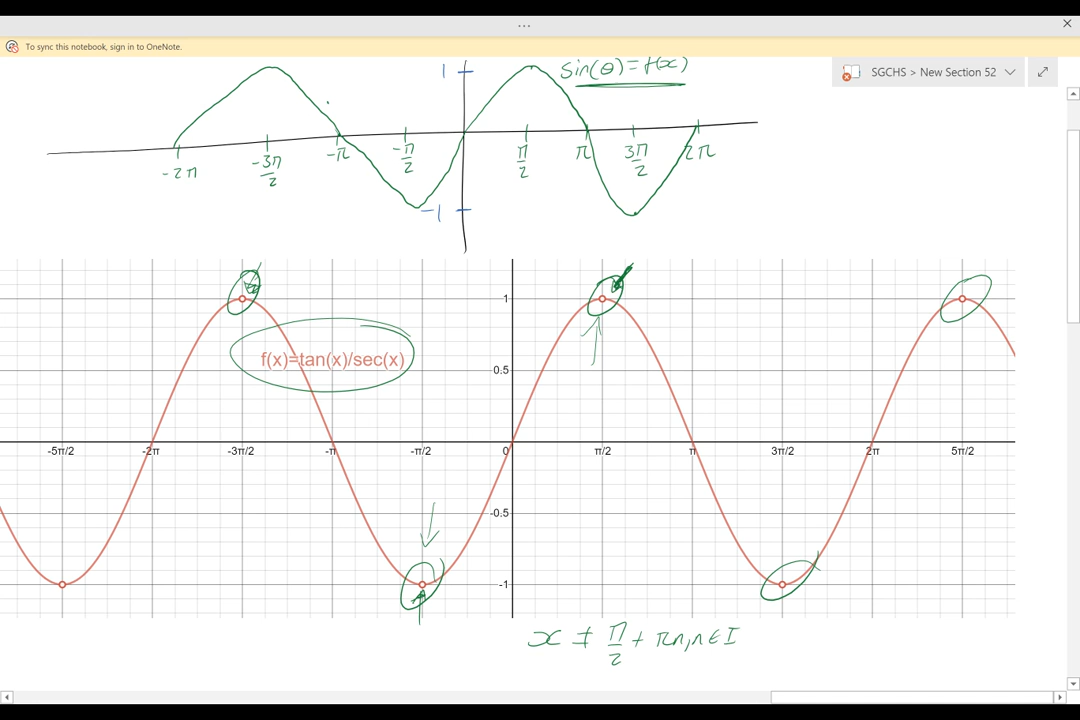 ...
To sync this notebook, sign in to OneNote.
SGCHS > New Section 52
1
sin(θ)=f(x)
-2π -3π/2 -π -π/2 π/2 π 3π/2 2π
-1
1
f(x)=tan(x)/sec(x)
0.5
-5π/2 -2π -3π/2 -π -π/2 0 π/2 π 3π/2 2π 5π/2
-0.5
-1
x ≠ π/2 + πn, n ∈ I